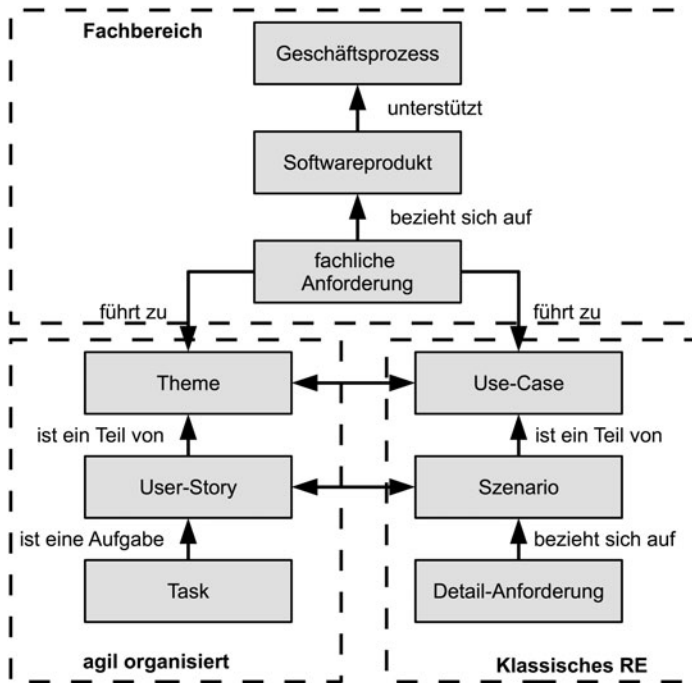 Fachbereich
Geschäftsprozess
unterstützt
Softwareprodukt
bezieht sich auf
fachliche
Anforderung
führt zu
führt zu
Theme
Use-Case
ist ein Teil von
ist ein Teil von
User-Story
Szenario
ist eine Aufgabe
bezieht sich auf
Task
Detail-Anforderung
agil organisiert
Klassisches RE